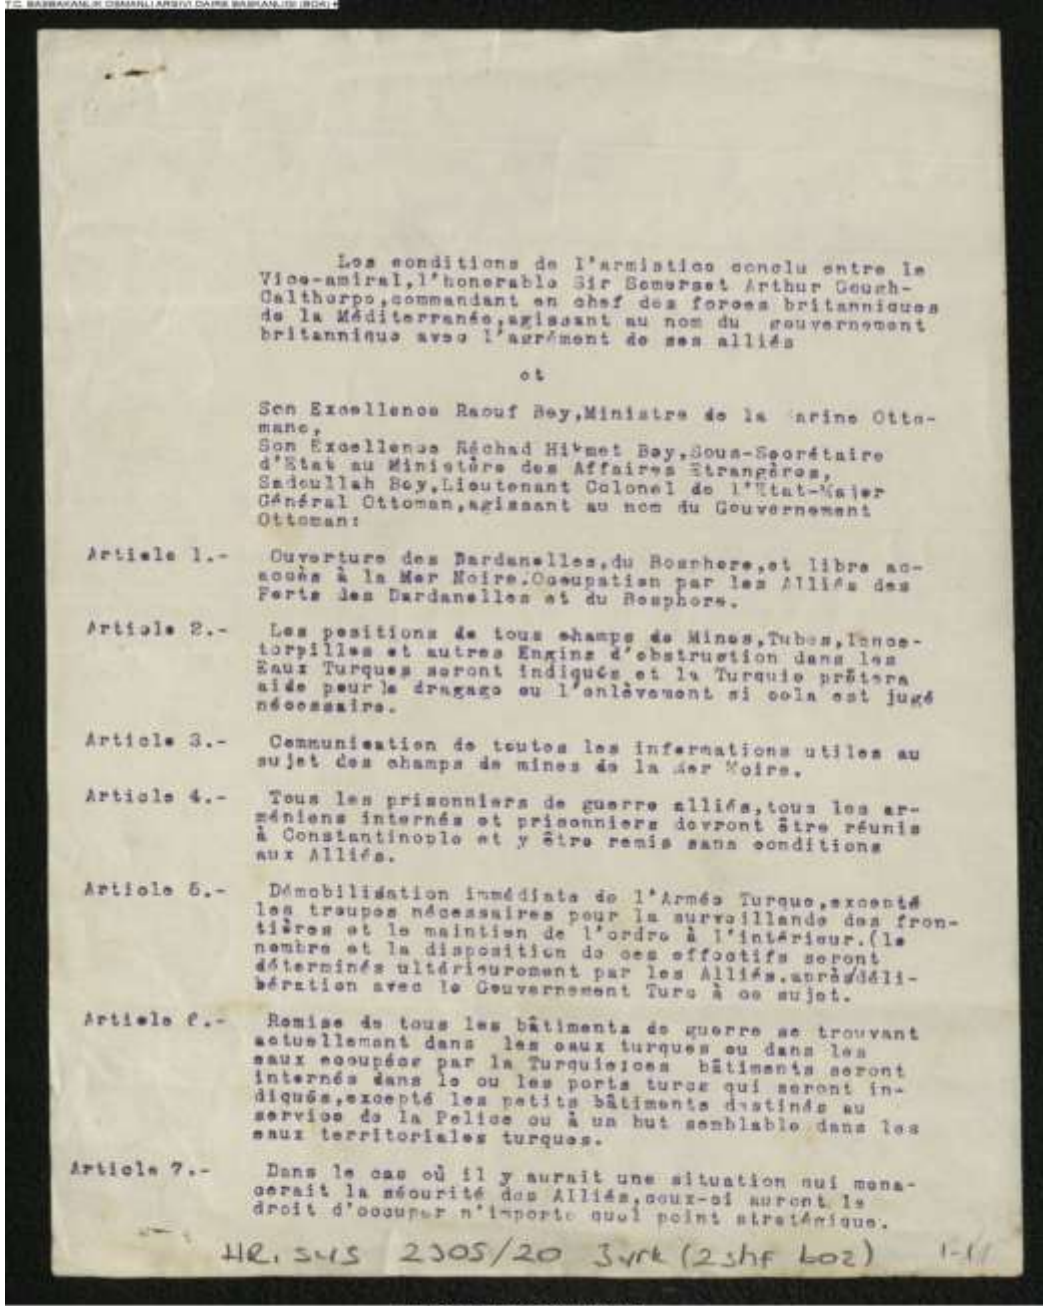 T.C. BASBAKANLIK OSMANLI ARSIVI DAIRE BASKANLIGI (BOA)
Les conditions de l'armistice conclu entre le
Vice-amiral,l'honorable Sir Somerset Arthur Gough-
Calthorpe,commandant en chef des forces britanniques
de la Méditerranée,agissant au nom du gouvernement
britannique avec l'agrément de ses alliés
et
Son Excellence Raouf Bey,Ministre de la arine Otto-
mane,
Son Excellence Réchad Hikmet Bey,Sous-Secrétaire
d'Etat au Ministère des Affaires Etrangères,
Sadoullah Bey,Lieutenant Colonel de l'Etat-Major
Général Ottoman,agissant au nom du Gouvernement
Ottoman:
Article 1.- Ouverture des Dardanelles,du Bosphore,et libre ac-
accès à la Mer Noire.Occupation par les Alliés des
Forts des Dardanelles et du Bosphore.
Article 2.- Les positions de tous champs de Mines,Tubes,lance-
torpilles et autres Engins d'obstruction dans les
Eaux Turques seront indiqués et la Turquie prêtera
aide pour le dragage ou l'enlèvement si cela est jugé
nécessaire.
Article 3.- Communication de toutes les informations utiles au
sujet des champs de mines de la Mer Noire.
Article 4.- Tous les prisonniers de guerre alliés,tous les ar-
méniens internés et prisonniers devront être réunis
à Constantinople et y être remis sans conditions
aux Alliés.
Article 5.- Démobilisation immédiate de l'Armée Turque,excepté
les troupes nécessaires pour la surveillande des fron-
tières et le maintien de l'ordre à l'intérieur.(le
nombre et la disposition de ces effectifs seront
déterminés ultérieurement par les Alliés.après/déli-
bération avec le Gouvernement Turc à ce sujet.
Article 6.- Remise de tous les bâtiments de guerre se trouvant
actuellement dans les eaux turques ou dans les
eaux occupées par la Turquie:ces bâtiments seront
internés dans le ou les ports turcs qui seront in-
diqués,excepté les petits bâtiments destinés au
service de la Police ou à un but semblable dans les
eaux territoriales turques.
Article 7.- Dans le cas où il y aurait une situation qui mena-
cerait la sécurité des Alliés,ceux-ci auront le
droit d'occuper n'importe quel point stratégique.
HR. SYS 2305/20 3 yrk (2 shf boz) 1-1